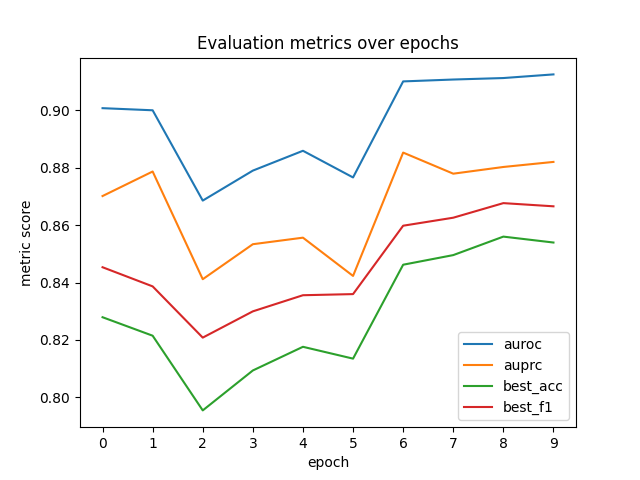 Evaluation metrics over epochs
metric score
0.90
0.88
0.86
0.84
0.82
0.80
auroc
auprc
best_acc
best_f1
0 1 2 3 4 5 6 7 8 9
epoch